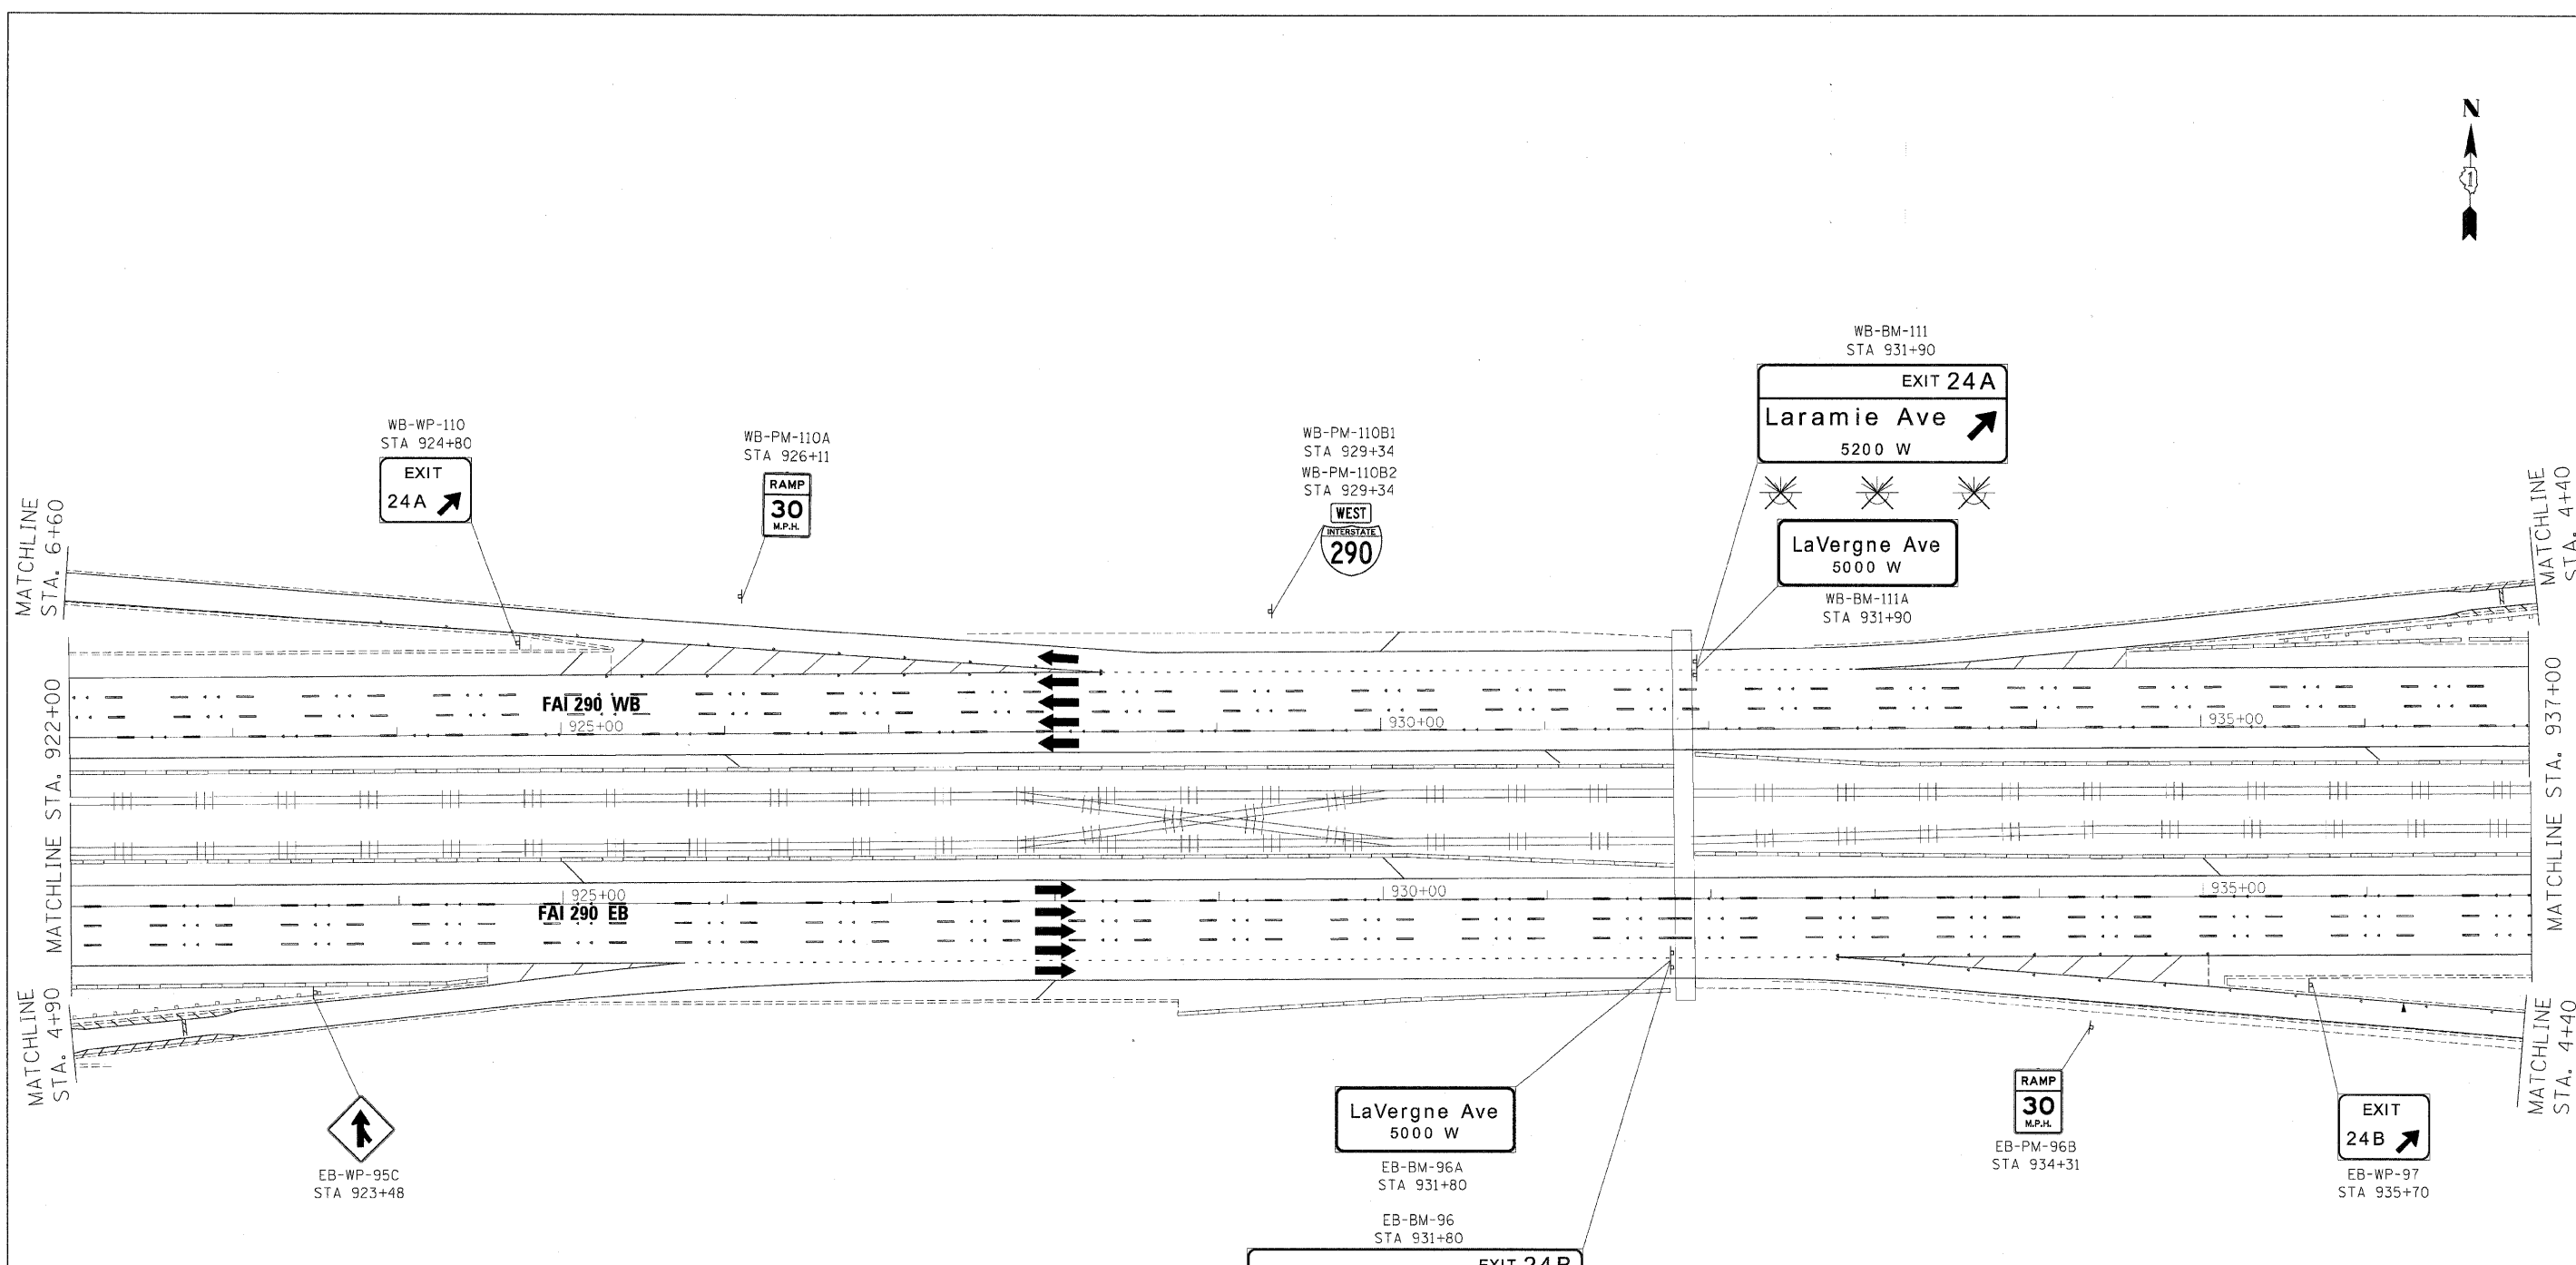 N
1
WB-BM-111
STA 931+90
EXIT 24A
Laramie Ave
5200 W
LaVergne Ave
5000 W
WB-BM-111A
STA 931+90
WB-WP-110
STA 924+80
EXIT
24A
WB-PM-110A
STA 926+11
RAMP
30
M.P.H.
WB-PM-110B1
STA 929+34
WB-PM-110B2
STA 929+34
WEST
INTERSTATE
290
MATCHLINE
STA. 6+60
MATCHLINE
STA. 4+40
MATCHLINE STA. 922+00
FAI 290 WB
925+00
930+00
935+00
MATCHLINE STA. 937+00
925+00
930+00
935+00
FAI 290 EB
MATCHLINE
STA. 4+90
MATCHLINE
STA. 4+40
EB-WP-95C
STA 923+48
LaVergne Ave
5000 W
EB-BM-96A
STA 931+80
EB-BM-96
STA 931+80
EXIT 24B
RAMP
30
M.P.H.
EB-PM-96B
STA 934+31
EXIT
24B
EB-WP-97
STA 935+70